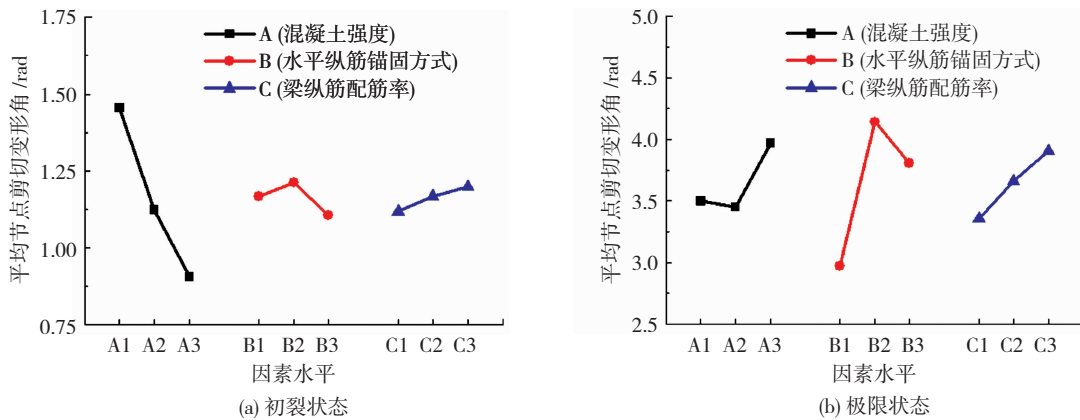 1.75
1.50
1.25
1.00
0.75
平均节点剪切变形角 /rad
A (混凝土强度)
B (水平纵筋锚固方式)
C (梁纵筋配筋率)
A1 A2 A3 B1 B2 B3 C1 C2 C3
因素水平
(a) 初裂状态
5.0
4.5
4.0
3.5
3.0
2.5
平均节点剪切变形角 /rad
A (混凝土强度)
B (水平纵筋锚固方式)
C (梁纵筋配筋率)
A1 A2 A3 B1 B2 B3 C1 C2 C3
因素水平
(b) 极限状态